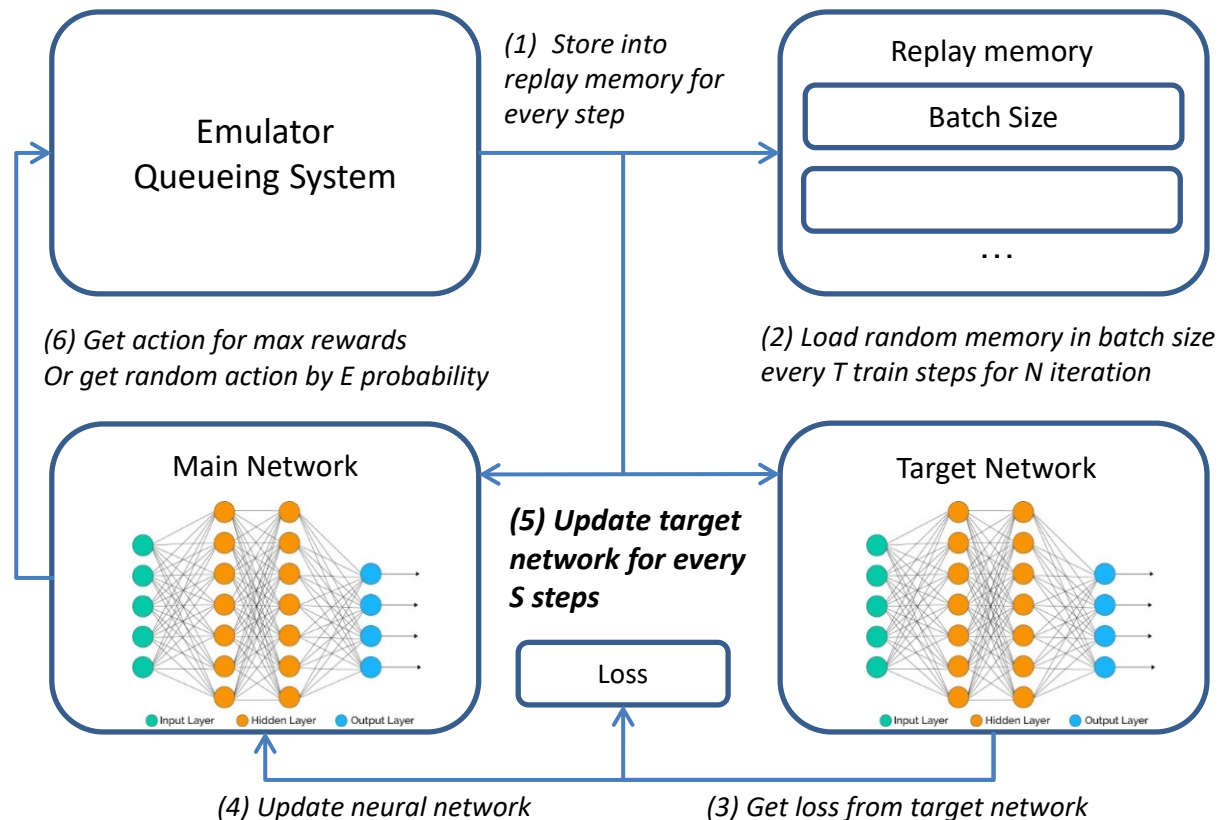 Emulator
Queueing System
(1) Store into
replay memory for
every step
Replay memory
Batch Size
...
(6) Get action for max rewards
Or get random action by E probability
(2) Load random memory in batch size
every T train steps for N iteration
Main Network
Input Layer
Hidden Layer
Output Layer
(5) Update target
network for every
S steps
Loss
Target Network
Input Layer
Hidden Layer
Output Layer
(4) Update neural network
(3) Get loss from target network